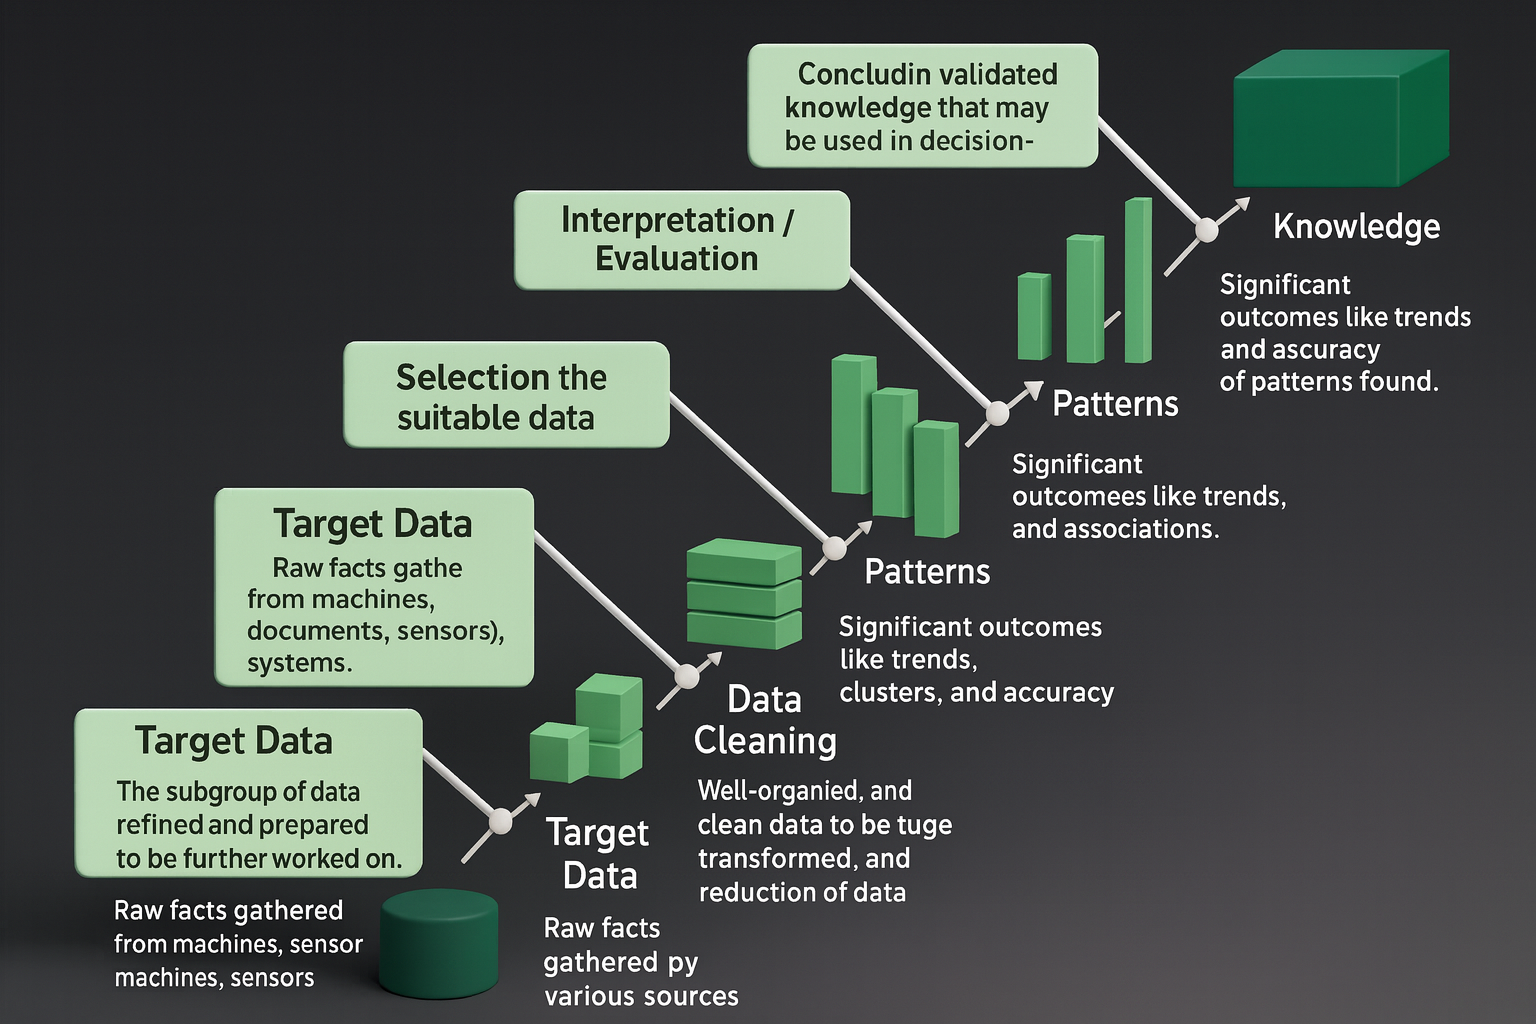 Concludin validated
knowledge that may
be used in decision-
Knowledge
Significant
outcomes like trends
and ascuracy
of patterns found.
Interpretation /
Evaluation
Patterns
Significant
outcomees like trends,
and associations.
Selection the
suitable data
Patterns
Significant outcomes
like trends,
clusters, and accuracy
Target Data
Raw facts gathe
from machines,
documents, sensors),
systems.
Data
Cleaning
Well-organied, and
clean data to be tuge
transformed, and
reduction of data
Target Data
The subgroup of data
refined and prepared
to be further worked on.
Target
Data
Raw facts
gathered py
various sources
Raw facts gathered
from machines, sensor
machines, sensors